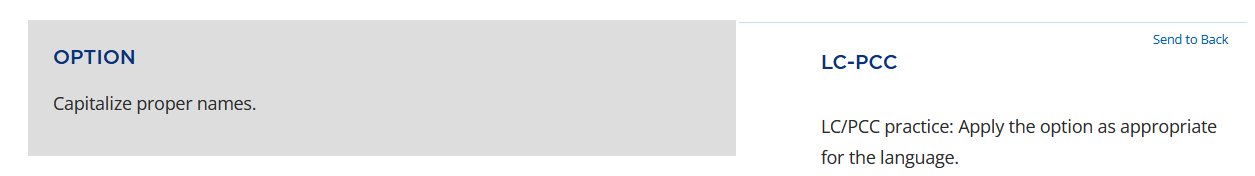 OPTION
Capitalize proper names.
Send to Back
LC-PCC
LC/PCC practice: Apply the option as appropriate
for the language.